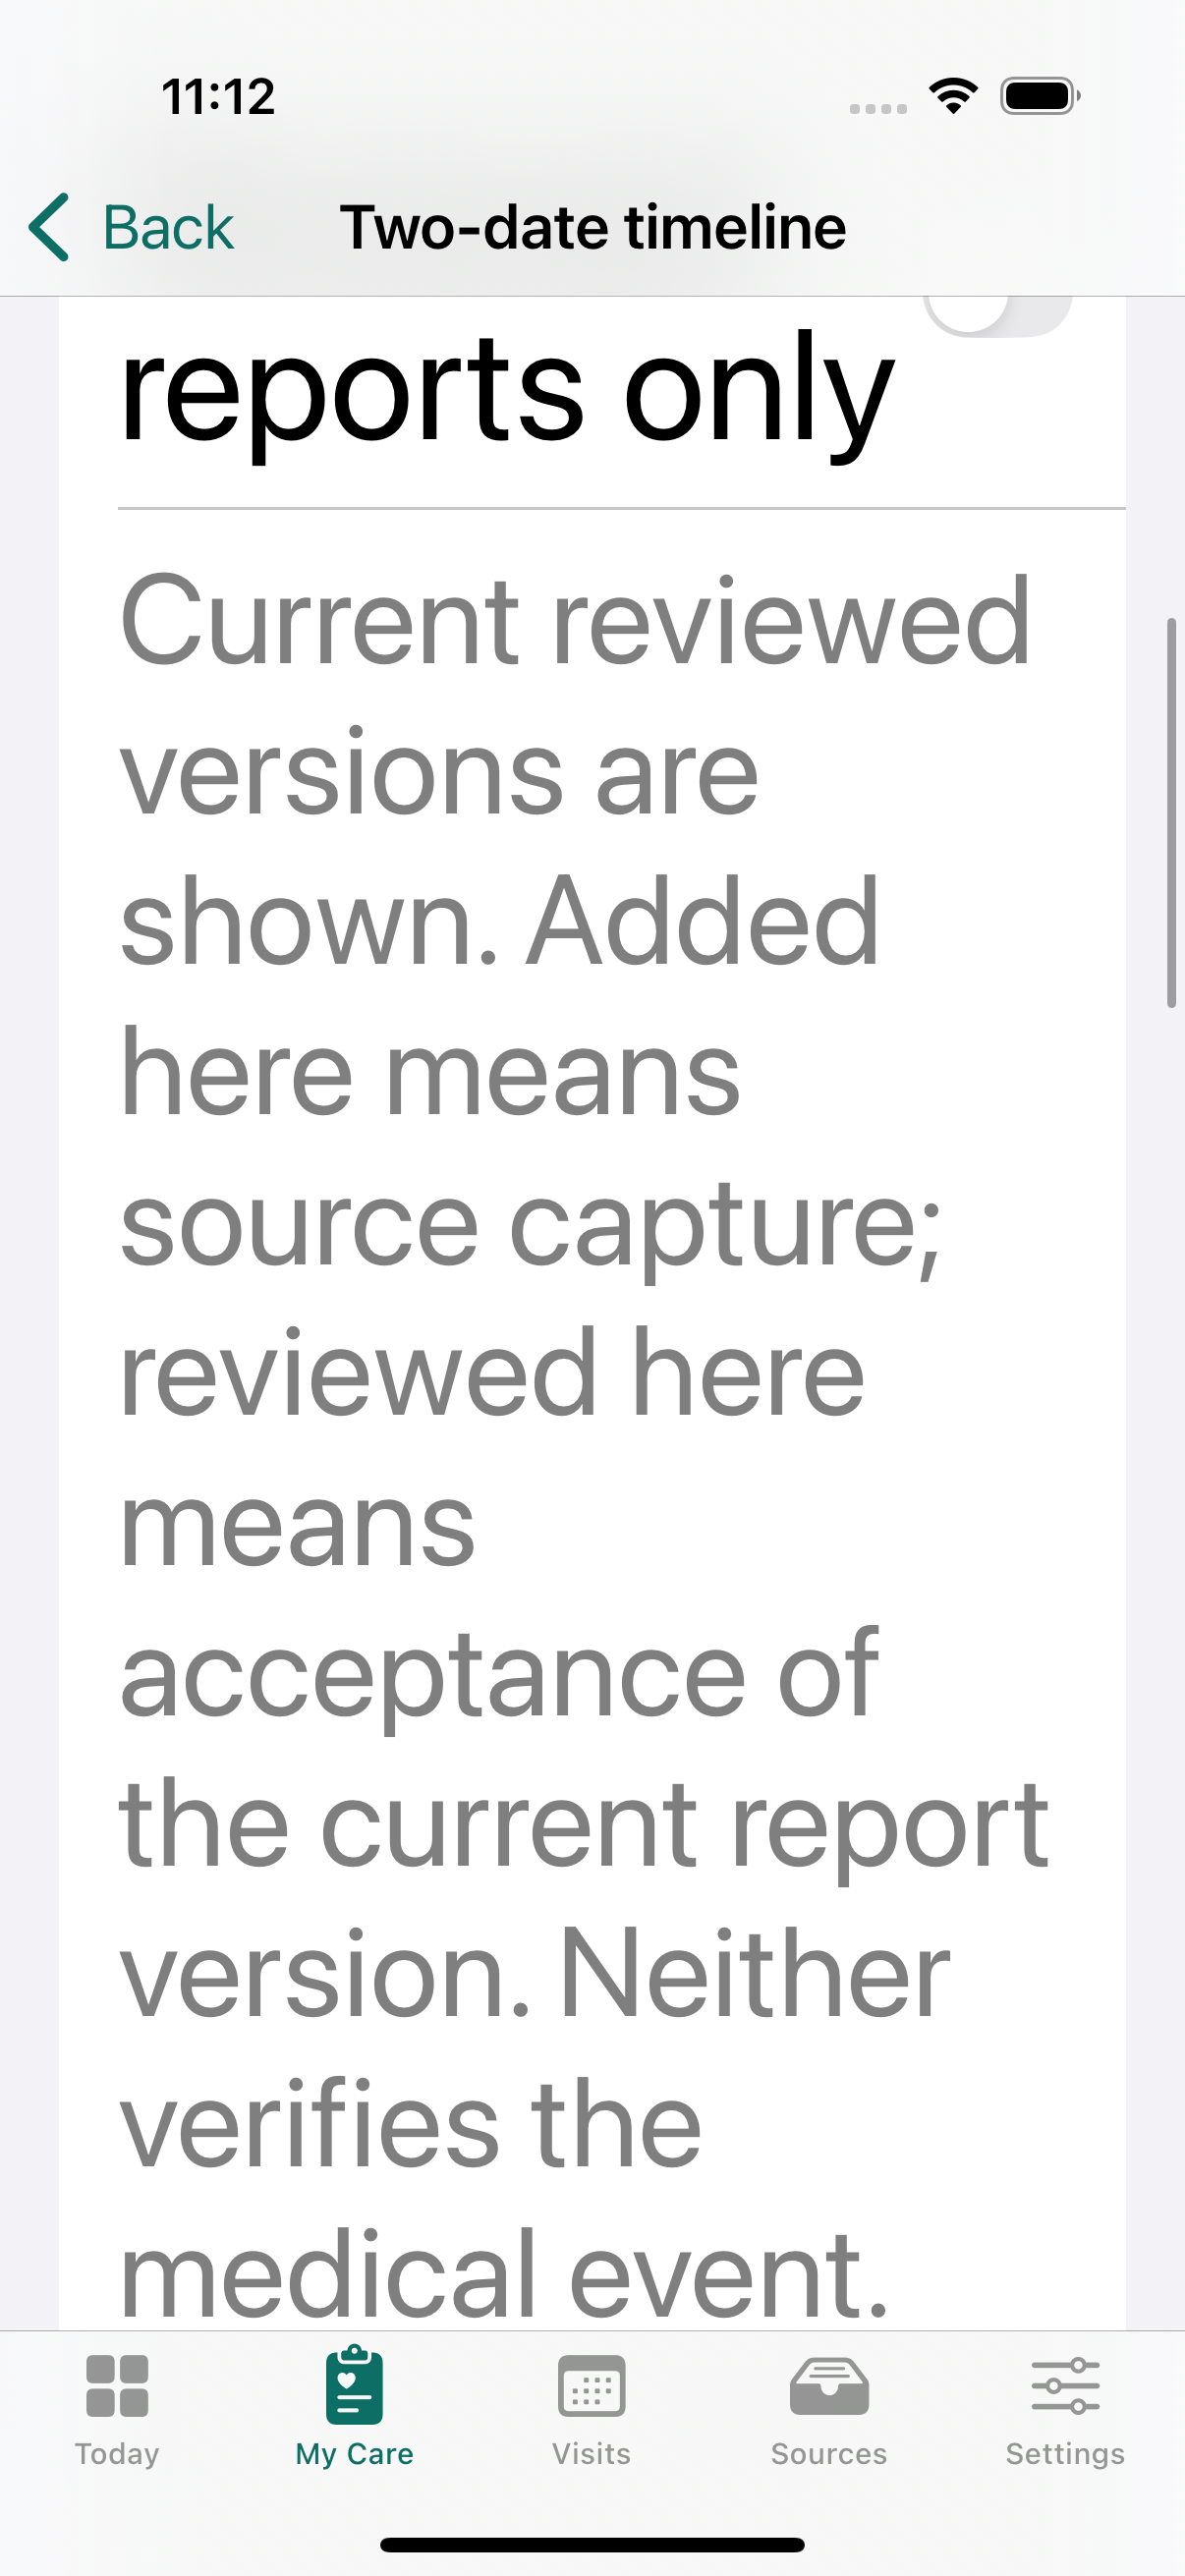 11:12
Back
Two-date timeline
reports only
Current reviewed
versions are
shown. Added
here means
source capture;
reviewed here
means
acceptance of
the current report
version. Neither
verifies the
medical event.
Today
My Care
Visits
Sources
Settings